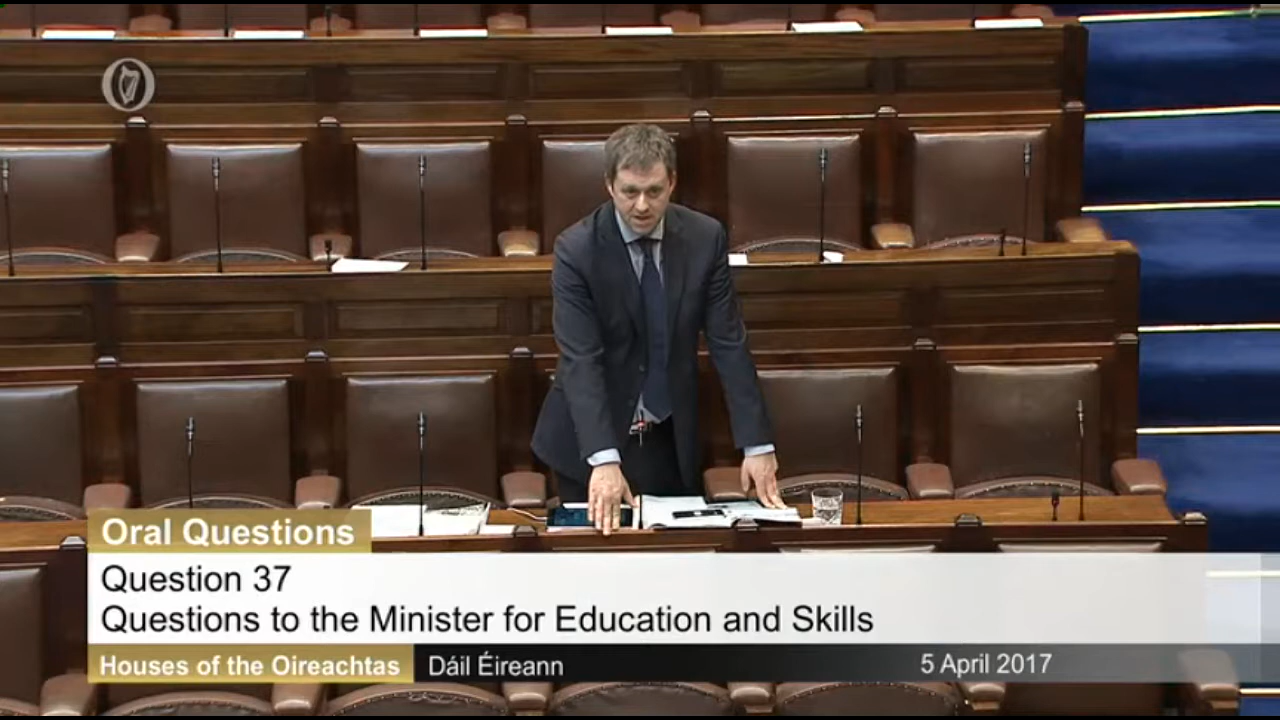 Oral Questions
Question 37
Questions to the Minister for Education and Skills
Houses of the Oireachtas Dáil Éireann 5 April 2017